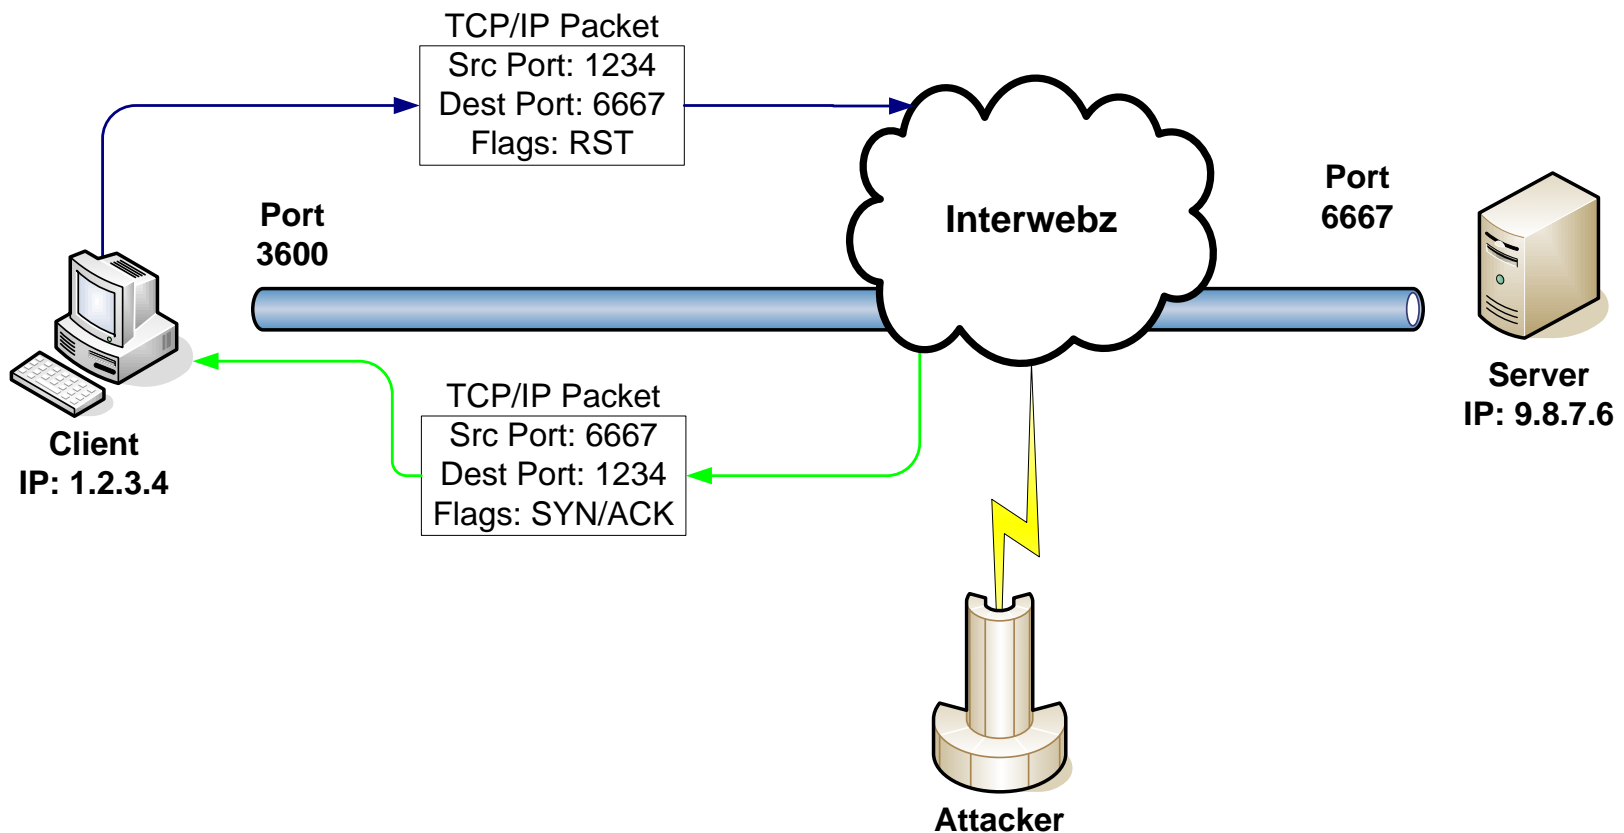 TCP/IP Packet
Src Port: 1234
Dest Port: 6667
Flags: RST
Port
3600
Interwebz
Port
6667
Server
IP: 9.8.7.6
Client
IP: 1.2.3.4
TCP/IP Packet
Src Port: 6667
Dest Port: 1234
Flags: SYN/ACK
Attacker